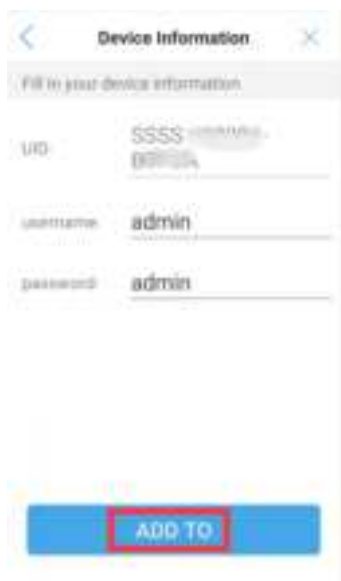 Device Information
Fill in your device information
UID
SSSS
username
admin
password
admin
ADD TO